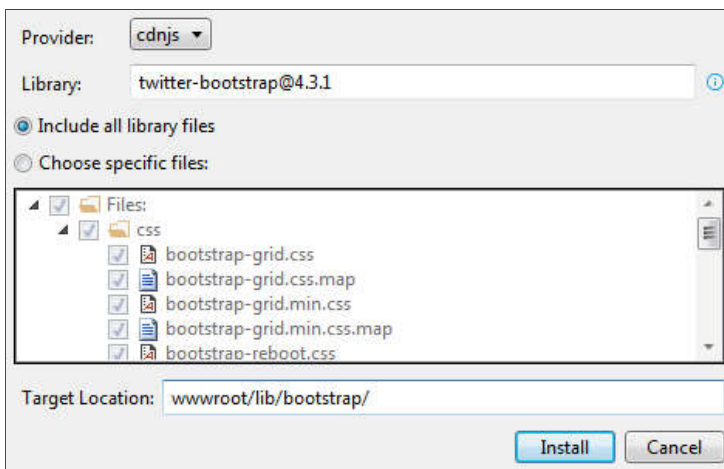 Provider: cdnjs
Library: twitter-bootstrap@4.3.1
Include all library files
Choose specific files:
Files:
css
bootstrap-grid.css
bootstrap-grid.css.map
bootstrap-grid.min.css
bootstrap-grid.min.css.map
bootstrap-reboot.css
Target Location: wwwroot/lib/bootstrap/
Install Cancel